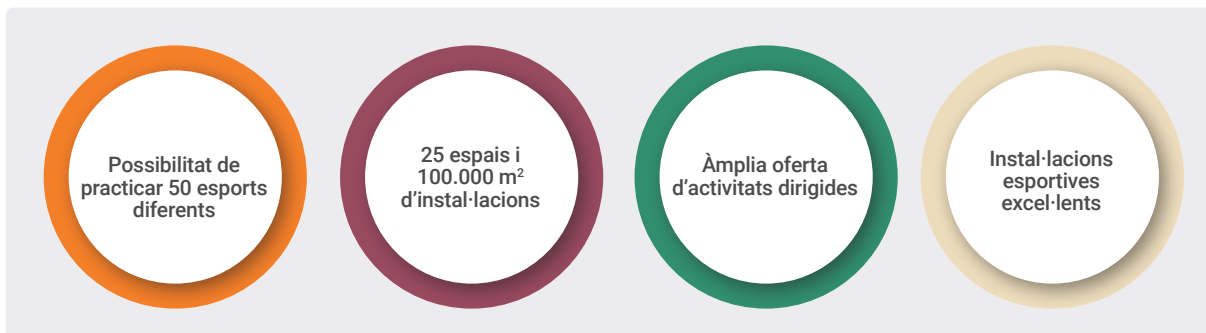 Possibilitat de
practicar 50 esports
diferents
25 espais i
100.000 m²
d’instal·lacions
Àmplia oferta
d’activitats dirigides
Instal·lacions
esportives
excel·lents